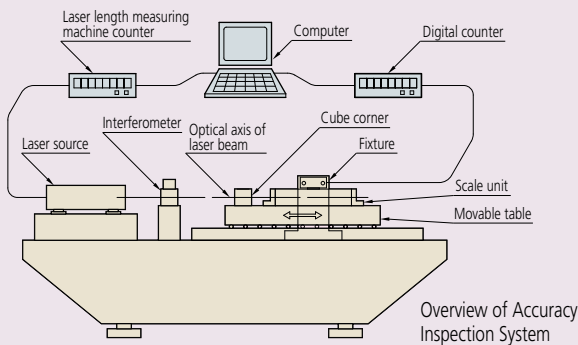 Laser length measuring
machine counter
Computer
Digital counter
Interferometer
Optical axis of
laser beam
Cube corner
Fixture
Laser source
Scale unit
Movable table
Overview of Accuracy
Inspection System